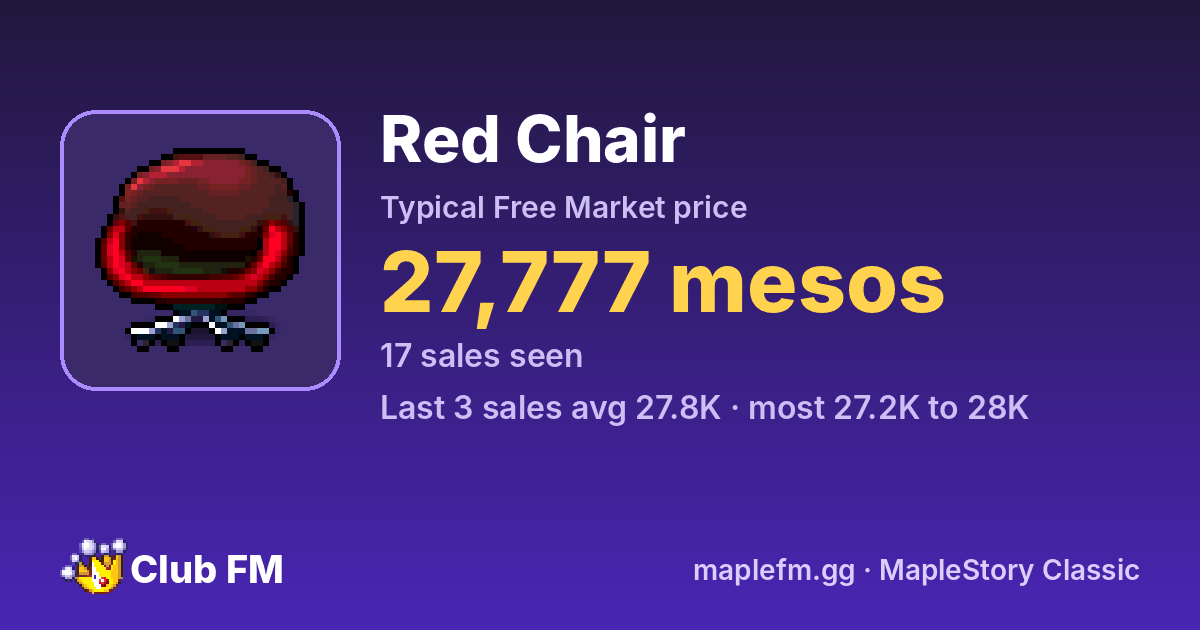 Red Chair
Typical Free Market price
27,777 mesos
17 sales seen
Last 3 sales avg 27.8K · most 27.2K to 28K
Club FM
maplefm.gg · MapleStory Classic